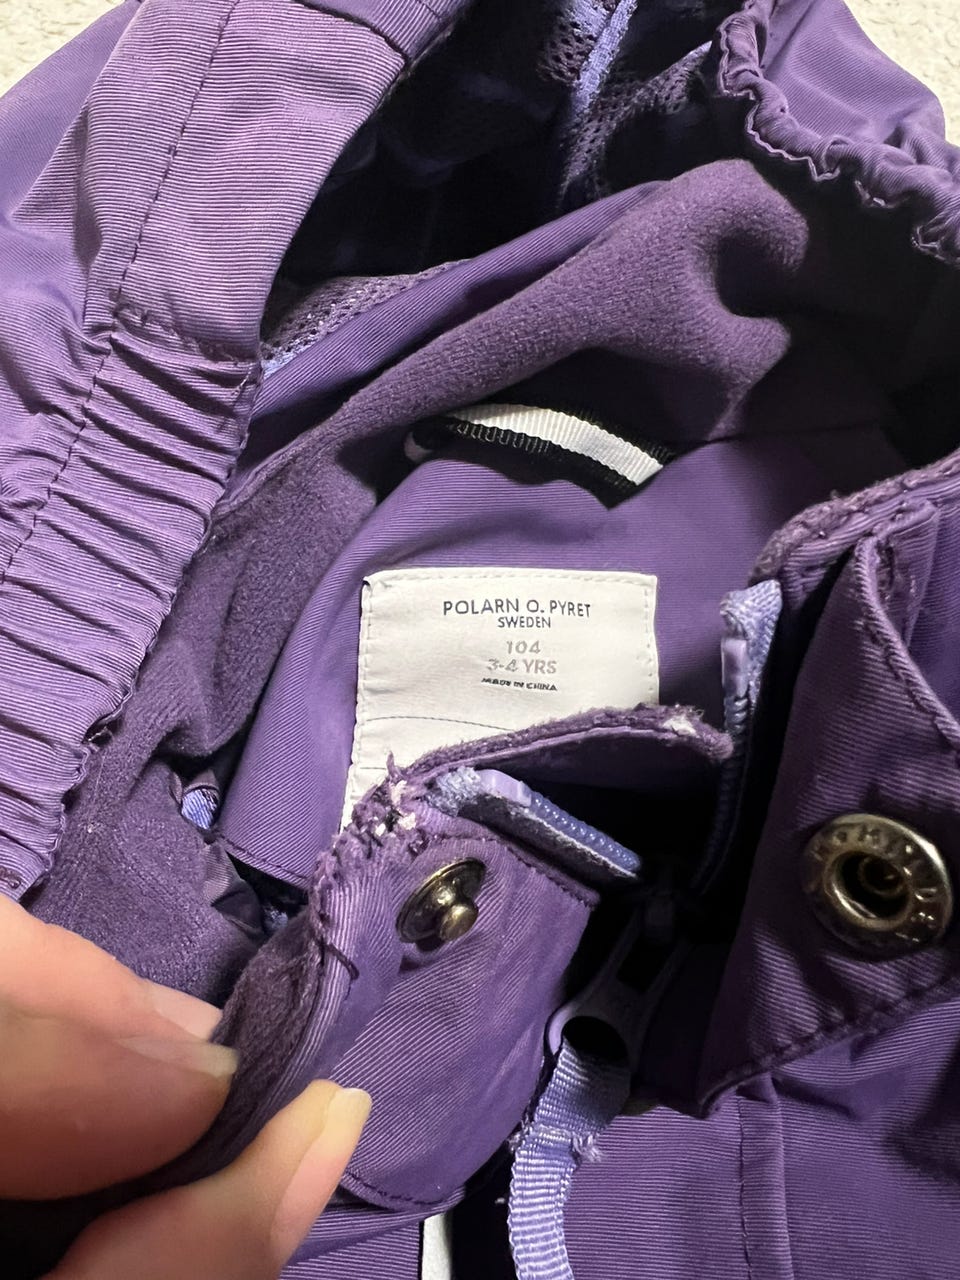 POLARN O. PYRET
SWEDEN
104
3-4 YRS
MADE IN CHINA